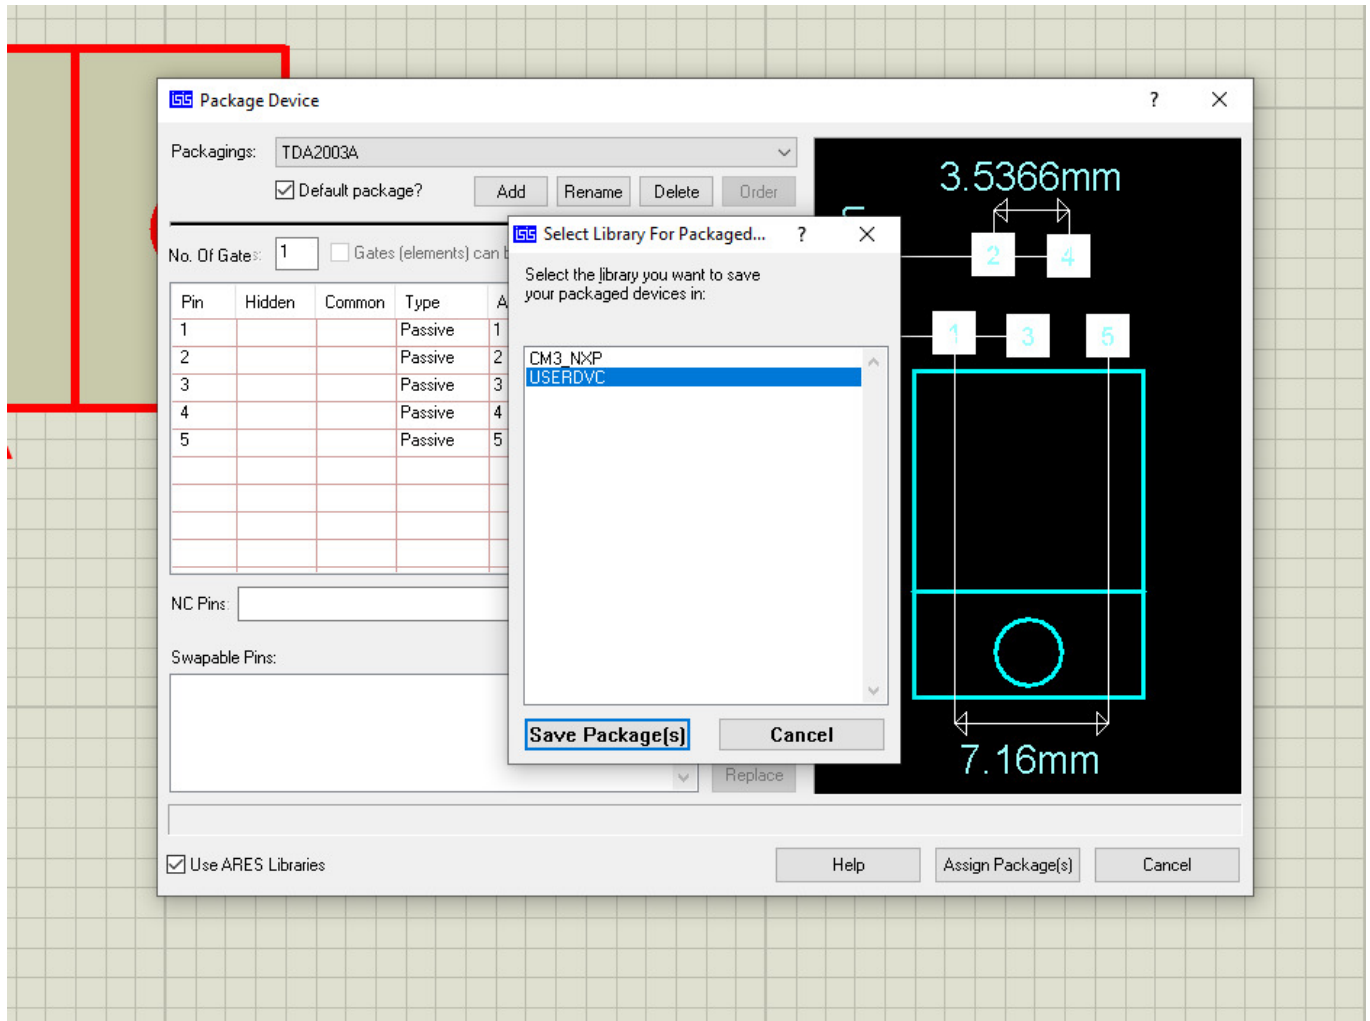 ISIS Package Device ?
Packagings: TDA2003A
Default package? Add Rename Delete Order
No. Of Gates: 1 Gates (elements) can b
Pin Hidden Common Type A
1 Passive 1
2 Passive 2
3 Passive 3
4 Passive 4
5 Passive 5
NC Pins:
Swapable Pins:
Replace
Use ARES Libraries
Help Assign Package(s) Cancel
ISIS Select Library For Packaged... ?
Select the library you want to save
your packaged devices in:
CM3_NXP
USERDVC
Save Package(s) Cancel
3.5366mm
2 4
1 3 5
7.16mm